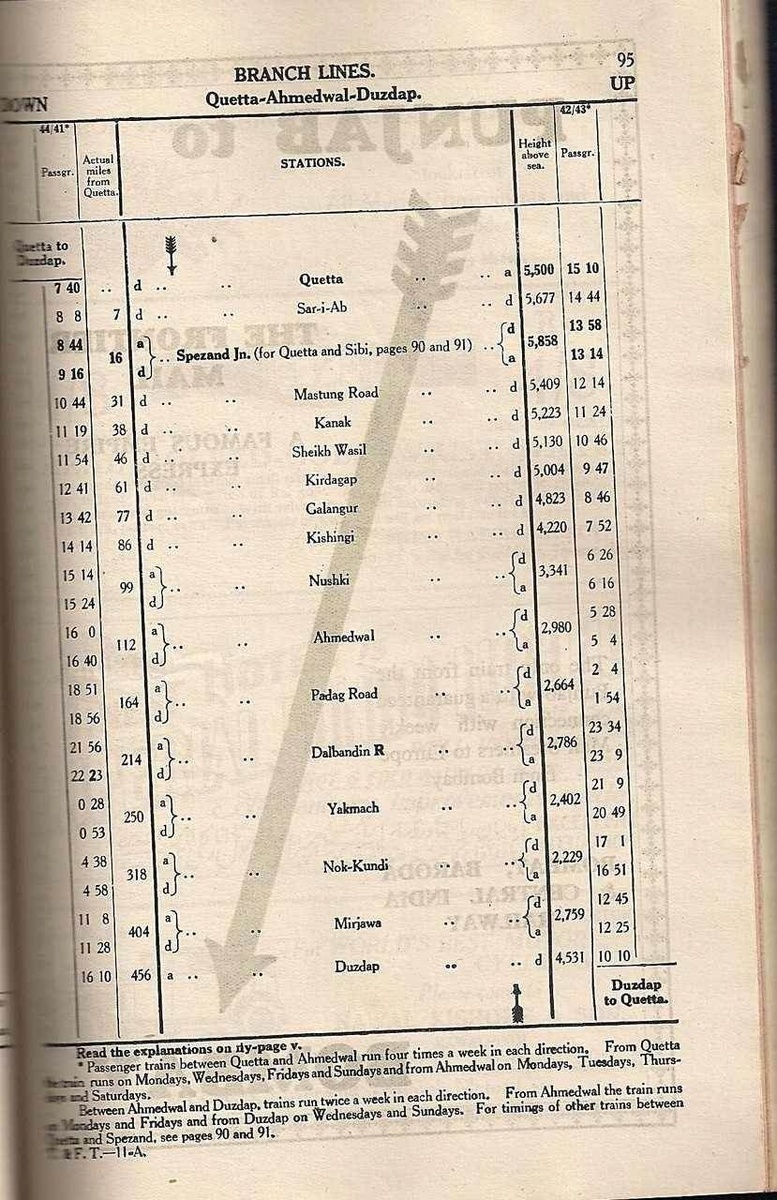 95
BRANCH LINES.
DOWN Quetta-Ahmedwal-Duzdap. UP
44/41* 42/43*
Passgr. Actual miles from Quetta. STATIONS. Height above sea. Passgr.
Quetta to
Duzdap.
7 40 .. d .. .. Quetta .. .. a 5,500 15 10
8 8 7 d .. .. Sar-i-Ab .. .. d 5,677 14 44
8 44 a d 13 58
16 .. Spezand Jn. (for Quetta and Sibi, pages 90 and 91) .. 5,858
9 16 d a 13 14
10 44 31 d .. .. Mastung Road .. d 5,409 12 14
11 19 38 d .. .. Kanak .. d 5,223 11 24
11 54 46 d .. .. Sheikh Wasil .. d 5,130 10 46
12 41 61 d .. .. Kirdagap .. d 5,004 9 47
13 42 77 d .. .. Galangur .. d 4,823 8 46
14 14 86 d .. .. Kishingi .. d 4,220 7 52
15 14 a d 6 26
99 .. .. Nushki .. .. 3,341
15 24 d a 6 16
16 0 a d 5 28
112 .. .. Ahmedwal .. .. 2,980
16 40 d a 5 4
18 51 a d 2 4
164 .. .. Padag Road .. .. 2,664
18 56 d a 1 54
21 56 a d 23 34
214 .. .. Dalbandin R .. .. 2,786
22 23 d a 23 9
0 28 a d 21 9
250 .. .. Yakmach .. .. 2,402
0 53 d a 20 49
4 38 a d 17 1
318 .. .. Nok-Kundi .. 2,229
4 58 d a 16 51
11 8 a d 12 45
404 .. .. Mirjawa .. .. 2,759
11 28 d a 12 25
16 10 456 a .. .. Duzdap .. .. d 4,531 10 10
Duzdap
to Quetta.
Read the explanations on fly-page v.
* Passenger trains between Quetta and Ahmedwal run four times a week in each direction. From Quetta
train runs on Mondays, Wednesdays, Fridays and Sundays and from Ahmedwal on Mondays, Tuesdays, Thurs-
and Saturdays.
Between Ahmedwal and Duzdap, trains run twice a week in each direction. From Ahmedwal the train runs
Mondays and Fridays and from Duzdap on Wednesdays and Sundays. For timings of other trains between
Quetta and Spezand, see pages 90 and 91.
F. T.—11-A.